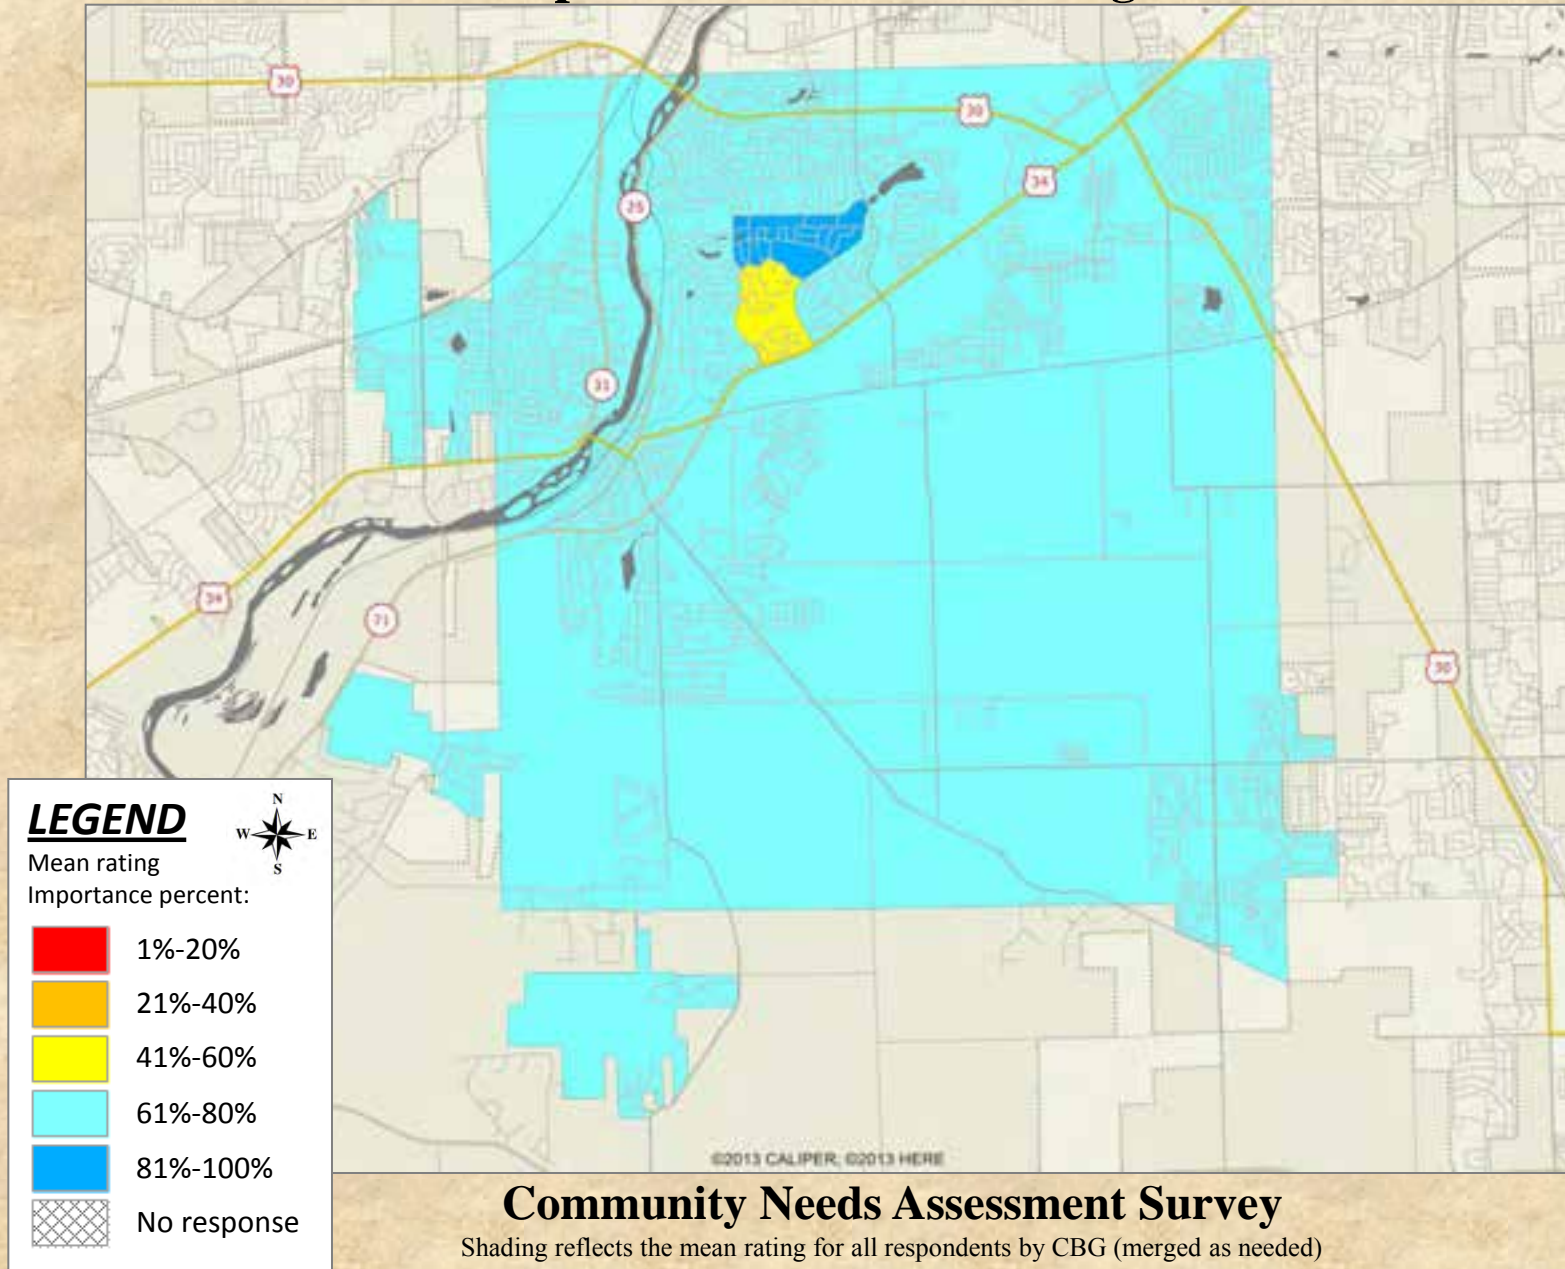 30
30
34
25
31
34
71
30
©2013 CALIPER; ©2013 HERE
LEGEND
N
W E
S
Mean rating
Importance percent:
1%-20%
21%-40%
41%-60%
61%-80%
81%-100%
No response
Community Needs Assessment Survey
Shading reflects the mean rating for all respondents by CBG (merged as needed)